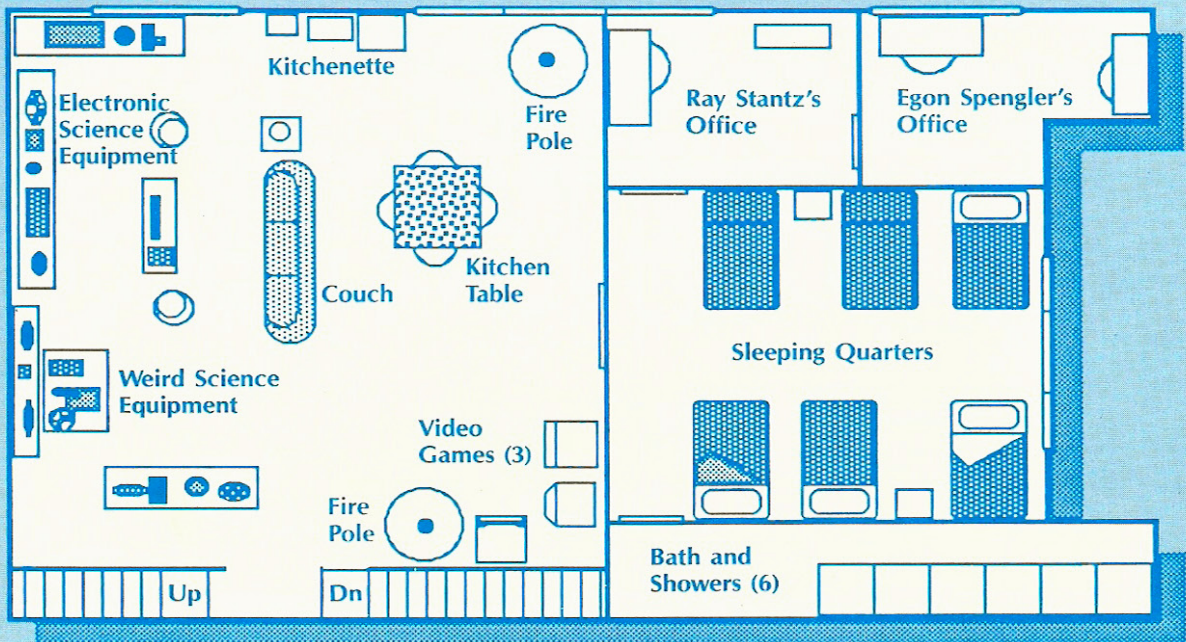 Kitchenette
Fire
Pole
Ray Stantz's
Office
Egon Spengler's
Office
Electronic
Science
Equipment
Kitchen
Table
Couch
Sleeping Quarters
Weird Science
Equipment
Video
Games (3)
Fire
Pole
Bath and
Showers (6)
Up
Dn